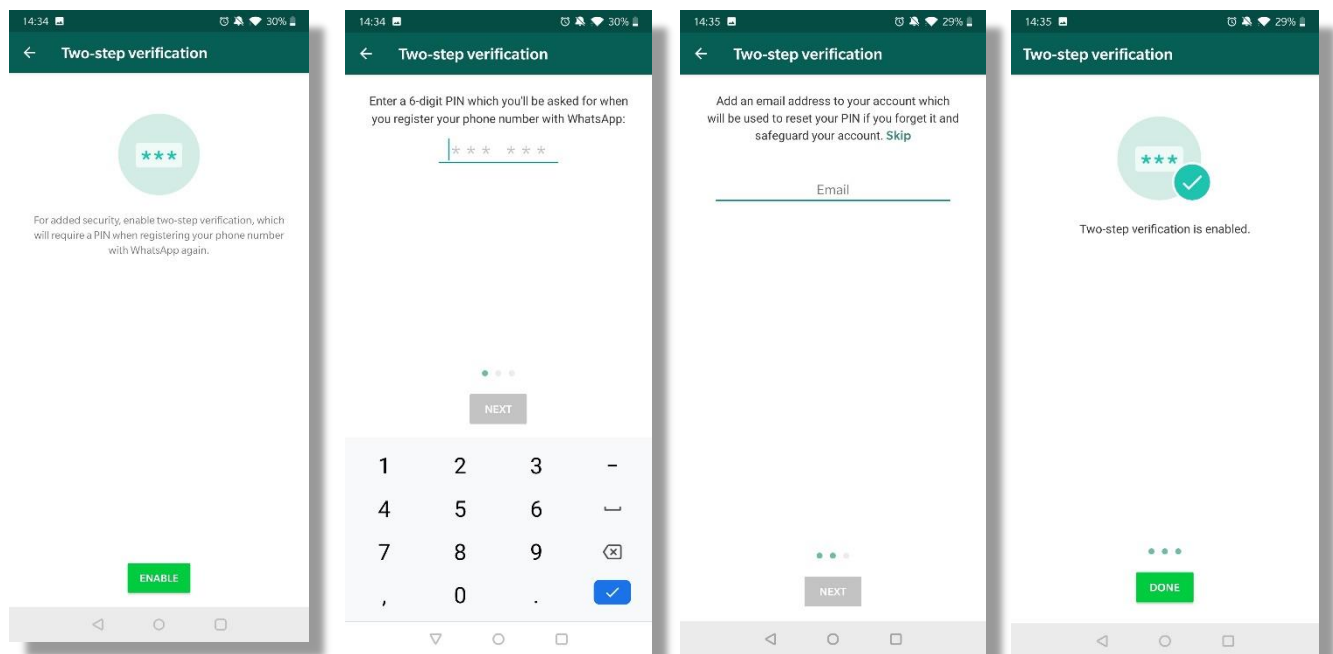 14:34 30%
Two-step verification
***
For added security, enable two-step verification, which
will require a PIN when registering your phone number
with WhatsApp again.
ENABLE
14:34 30%
Two-step verification
Enter a 6-digit PIN which you'll be asked for when
you register your phone number with WhatsApp:
*** ***
NEXT
1 2 3 -
4 5 6
7 8 9
, 0 .
14:35 29%
Two-step verification
Add an email address to your account which
will be used to reset your PIN if you forget it and
safeguard your account. Skip
Email
NEXT
14:35 29%
Two-step verification
***
Two-step verification is enabled.
DONE